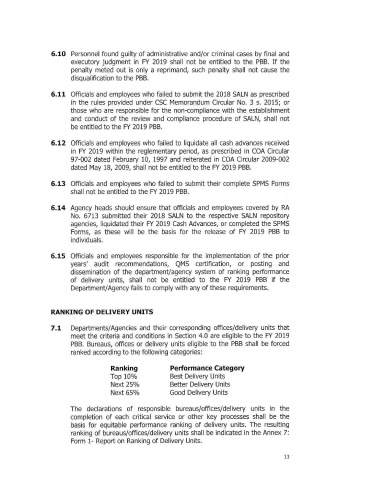 6.10 Personnel found guilty of administrative and/or criminal cases by final and
executory judgment in FY 2019 shall not be entitled to the PBB. If the
penalty meted out is only a reprimand, such penalty shall not cause the
disqualification to the PBB.
6.11 Officials and employees who failed to submit the 2018 SALN as prescribed
in the rules provided under CSC Memorandum Circular No. 3 s. 2015; or
those who are responsible for the non-compliance with the establishment
and conduct of the review and compliance procedure of SALN, shall not
be entitled to the FY 2019 PBB.
6.12 Officials and employees who failed to liquidate all cash advances received
in FY 2019 within the reglementary period, as prescribed in COA Circular
97-002 dated February 10, 1997 and reiterated in COA Circular 2009-002
dated May 18, 2009, shall not be entitled to the FY 2019 PBB.
6.13 Officials and employees who failed to submit their complete SPMS Forms
shall not be entitled to the FY 2019 PBB.
6.14 Agency heads should ensure that officials and employees covered by RA
No. 6713 submitted their 2018 SALN to the respective SALN repository
agencies, liquidated their FY 2019 Cash Advances, or completed the SPMS
Forms, as these will be the basis for the release of FY 2019 PBB to
individuals.
6.15 Officials and employees responsible for the implementation of the prior
years' audit recommendations, QMS certification, or posting and
dissemination of the department/agency system of ranking performance
of delivery units, shall not be entitled to the FY 2019 PBB if the
Department/Agency fails to comply with any of these requirements.
RANKING OF DELIVERY UNITS
7.1 Departments/Agencies and their corresponding offices/delivery units that
meet the criteria and conditions in Section 4.0 are eligible to the FY 2019
PBB. Bureaus, offices or delivery units eligible to the PBB shall be forced
ranked according to the following categories:
Ranking Performance Category
Top 10% Best Delivery Units
Next 25% Better Delivery Units
Next 65% Good Delivery Units
The declarations of responsible bureaus/offices/delivery units in the
completion of each critical service or other key processes shall be the
basis for equitable performance ranking of delivery units. The resulting
ranking of bureaus/offices/delivery units shall be indicated in the Annex 7:
Form 1- Report on Ranking of Delivery Units.
13